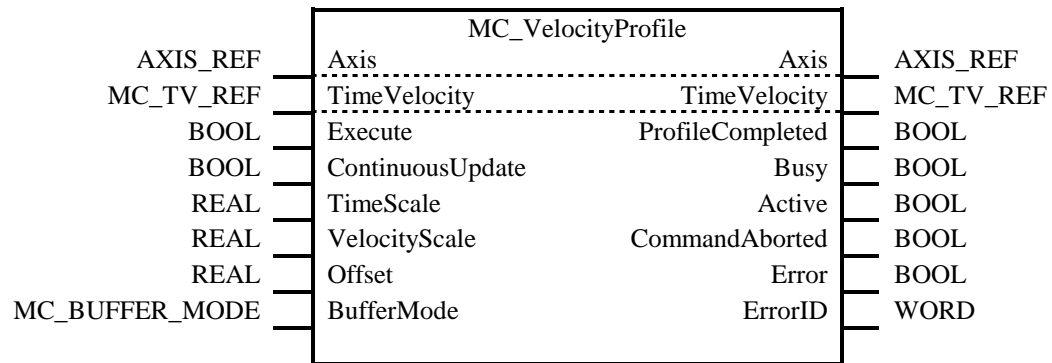 MC_VelocityProfile
AXIS_REF Axis Axis AXIS_REF
MC_TV_REF TimeVelocity TimeVelocity MC_TV_REF
BOOL Execute ProfileCompleted BOOL
BOOL ContinuousUpdate Busy BOOL
REAL TimeScale Active BOOL
REAL VelocityScale CommandAborted BOOL
REAL Offset Error BOOL
MC_BUFFER_MODE BufferMode ErrorID WORD